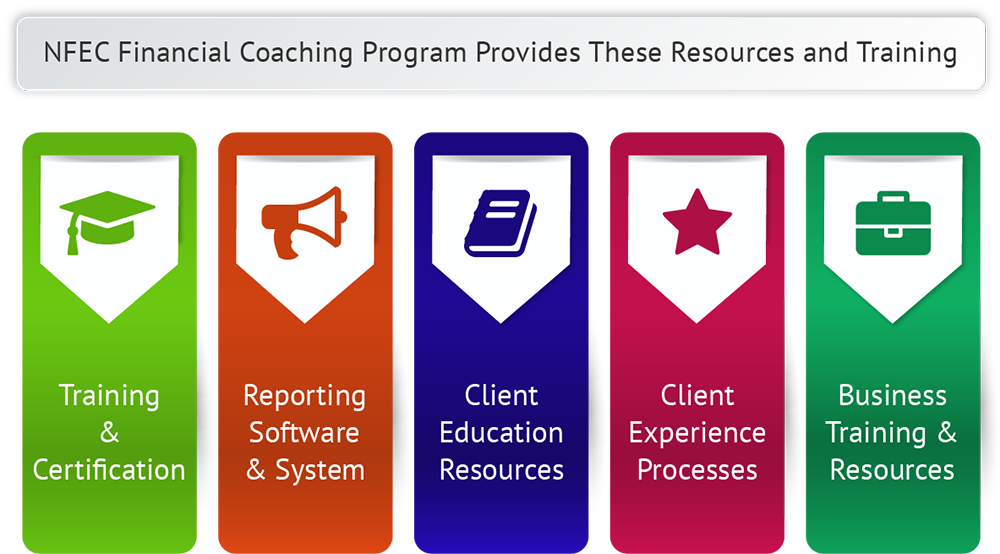 NFEC Financial Coaching Program Provides These Resources and Training
Training
&
Certification
Reporting
Software
& System
Client
Education
Resources
Client
Experience
Processes
Business
Training &
Resources